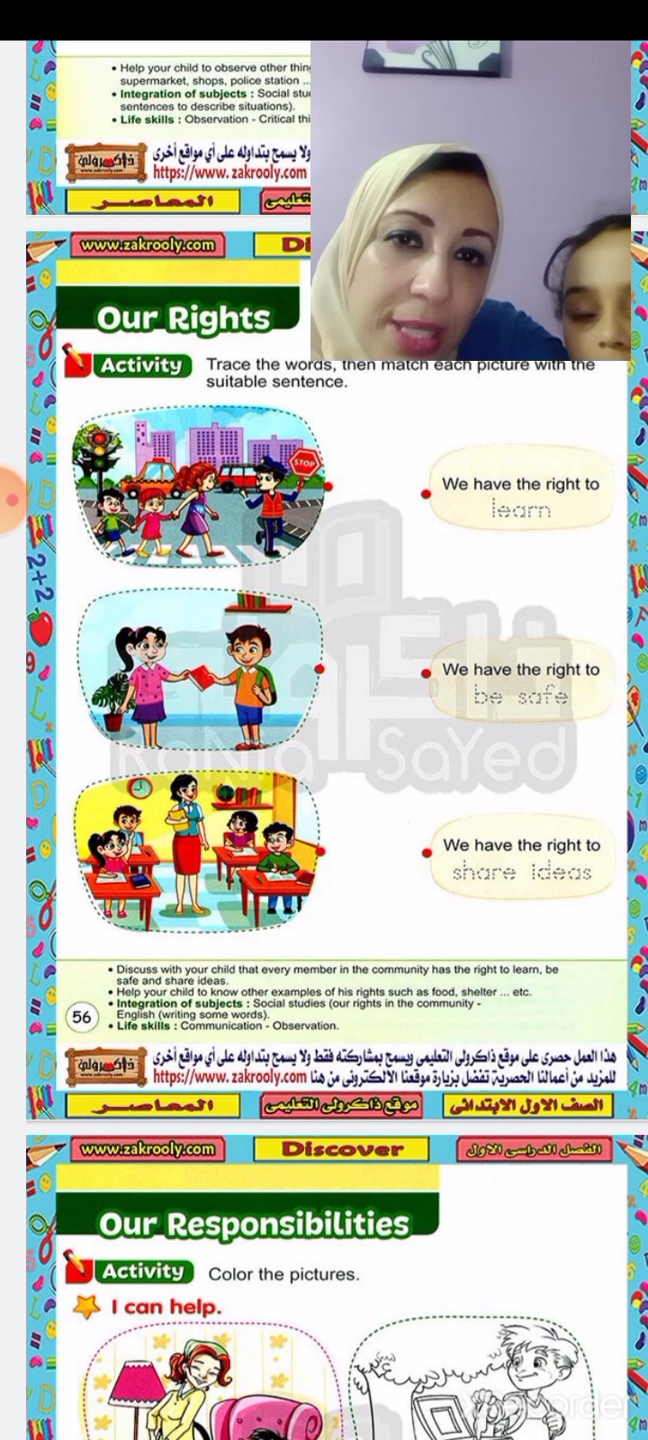 • Help your child to observe other
supermarket, shops, police station ...
• Integration of subjects : Social
sentences to describe situations).
• Life skills : Observation - Critical
ولا يسمح بتداوله على أي مواقع أخرى
ذاكرولي
www.zakrooly.com
https://www. zakrooly.com
المعاصر
www.zakrooly.com
Our Rights
Activity
Trace the words, then match each picture with the
suitable sentence.
STOP
We have the right to
learn
We have the right to
be safe
Rania Sayed
We have the right to
share ideas
• Discuss with your child that every member in the community has the right to learn, be
safe and share ideas.
• Help your child to know other examples of his rights such as food, shelter ... etc.
• Integration of subjects : Social studies (our rights in the community -
English (writing some words).
• Life skills : Communication - Observation.
56
هذا العمل حصرى على موقع ذاكرولى التعليمى ويسمح بمشاركته فقط ولا يسمح بتداوله على أي مواقع أخرى
ذاكرولي
www.zakrooly.com
للمزيد من أعمالنا الحصرية تفضل بزيارة موقعنا الالكترونى من هنا https://www. zakrooly.com
الصف الاول الابتدائى
موقع ذاكرولى التعليمى
المعاصر
www.zakrooly.com
Discover
الفصل الدراسى الاول
Our Responsibilities
Activity
Color the pictures.
I can help.